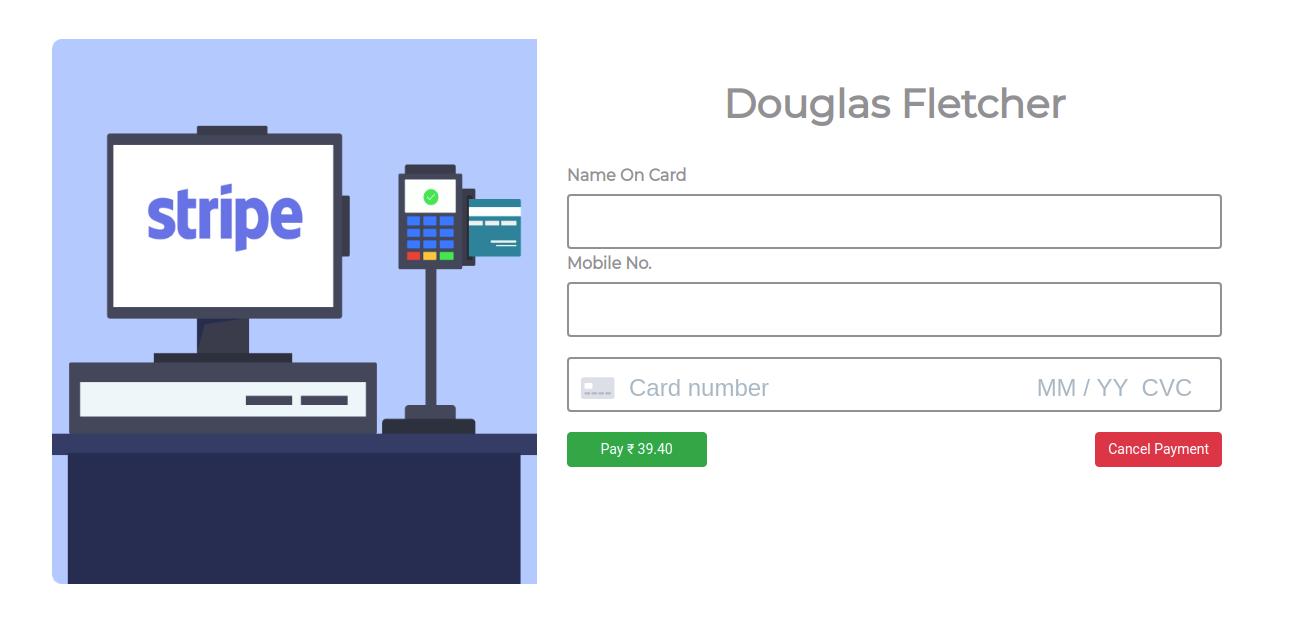 stripe
Douglas Fletcher
Name On Card
Mobile No.
Card number MM / YY CVC
Pay ₹ 39.40 Cancel Payment